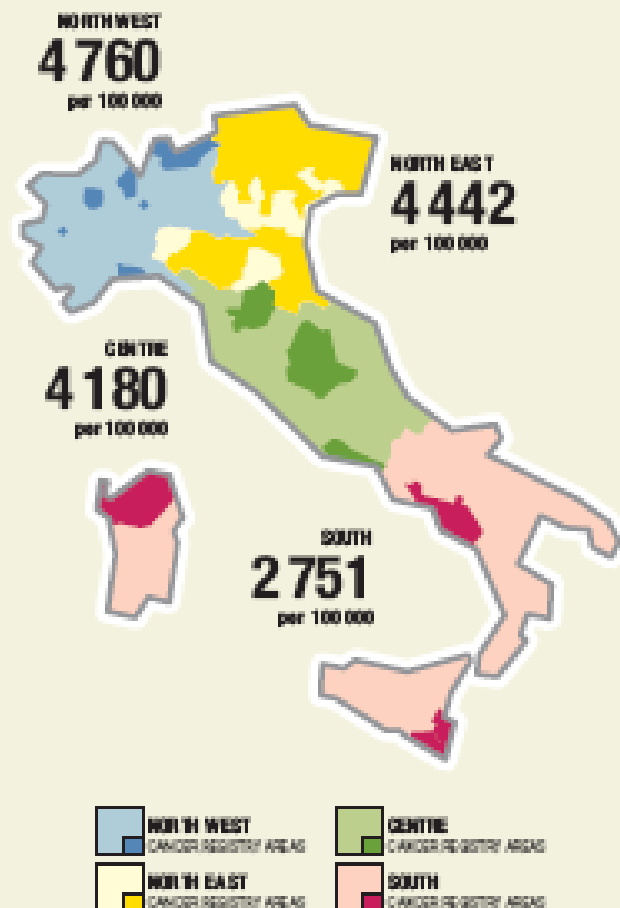 NORTH WEST
4 760
per 100 000
NORTH EAST
4 442
per 100 000
CENTRE
4 180
per 100 000
SOUTH
2 751
per 100 000
NORTH WEST
CANCER REGISTRY AREAS
CENTRE
CANCER REGISTRY AREAS
NORTH EAST
CANCER REGISTRY AREAS
SOUTH
CANCER REGISTRY AREAS